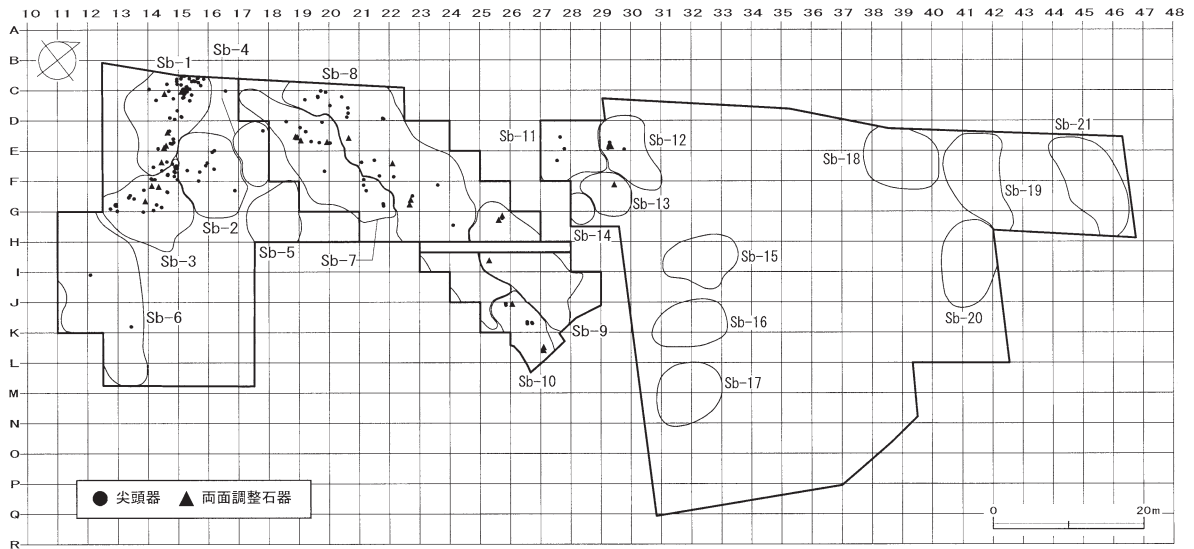 10 11 12 13 14 15 16 17 18 19 20 21 22 23 24 25 26 27 28 29 30 31 32 33 34 35 36 37 38 39 40 41 42 43 44 45 46 47 48
A
B
C
D
E
F
G
H
I
J
K
L
M
N
O
P
Q
R
Sb-4
Sb-1
Sb-8
Sb-11
Sb-12
Sb-18
Sb-21
Sb-19
Sb-13
Sb-2
Sb-14
Sb-3
Sb-5
Sb-7
Sb-15
Sb-6
Sb-9
Sb-16
Sb-20
Sb-10
Sb-17
● 尖頭器 ▲ 両面調整石器
0 20m